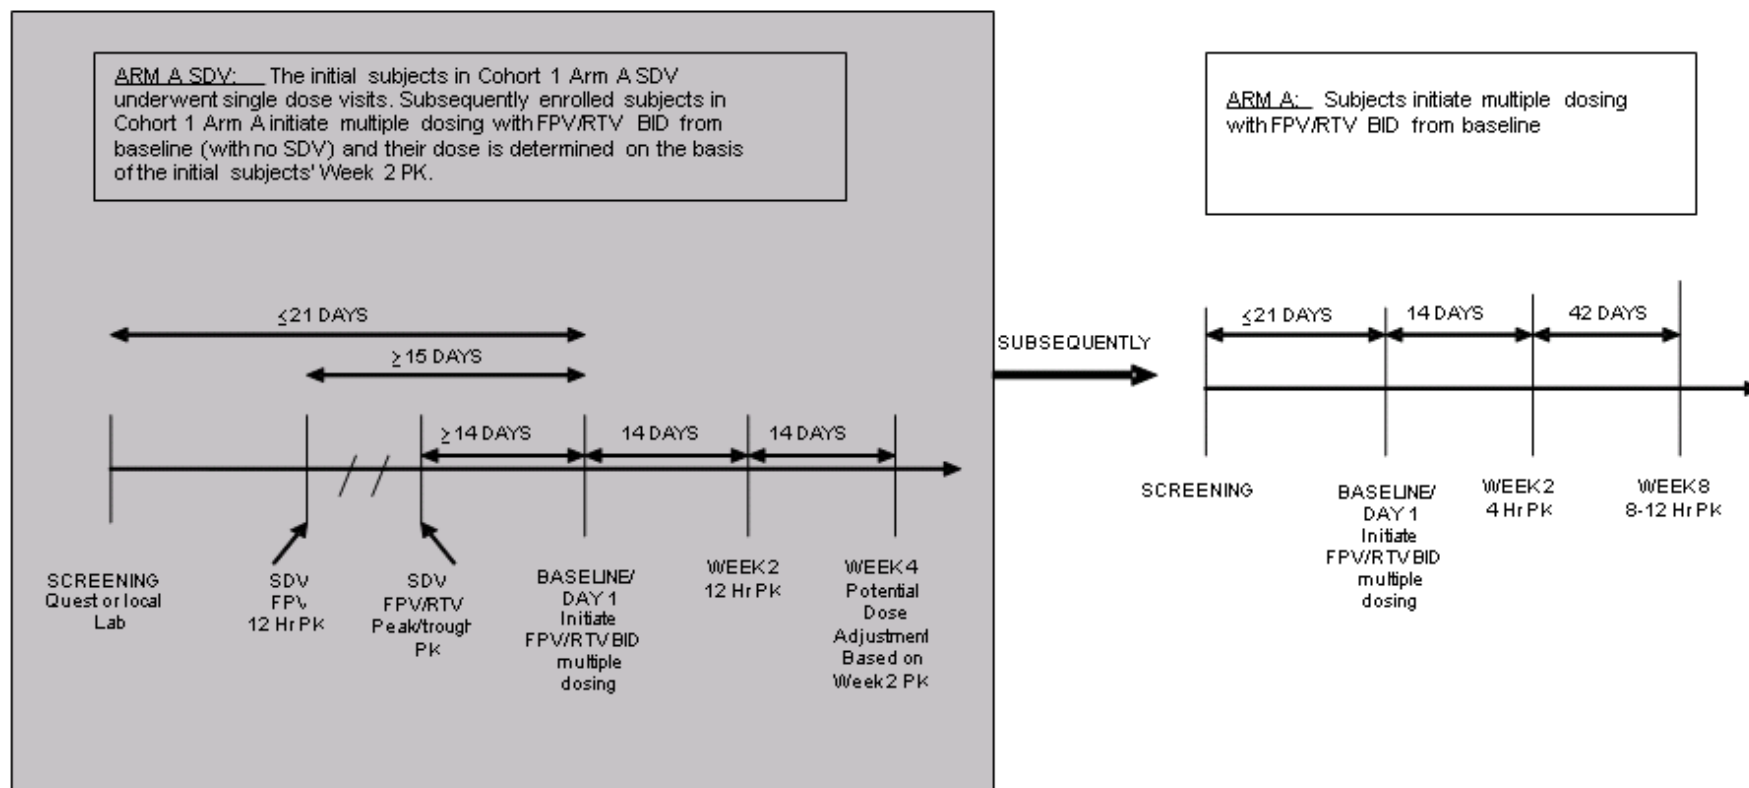 ARM A SDV: The initial subjects in Cohort 1 Arm A SDV
underwent single dose visits. Subsequently enrolled subjects in
Cohort 1 Arm A initiate multiple dosing with FPV/RTV BID from
baseline (with no SDV) and their dose is determined on the basis
of the initial subjects' Week 2 PK.
≤21 DAYS
≥15 DAYS
≥14 DAYS
14 DAYS
14 DAYS
SCREENING
Quest or local
Lab
SDV
FPV
12 Hr PK
SDV
FPV/RTV
Peak/trough
PK
BASELINE/
DAY 1
Initiate
FPV/RTV BID
multiple
dosing
WEEK 2
12 Hr PK
WEEK 4
Potential
Dose
Adjustment
Based on
Week 2 PK
SUBSEQUENTLY
ARM A: Subjects initiate multiple dosing
with FPV/RTV BID from baseline
≤21 DAYS
14 DAYS
42 DAYS
SCREENING
BASELINE/
DAY 1
Initiate
FPV/RTV BID
multiple
dosing
WEEK 2
4 Hr PK
WEEK 8
8-12 Hr PK